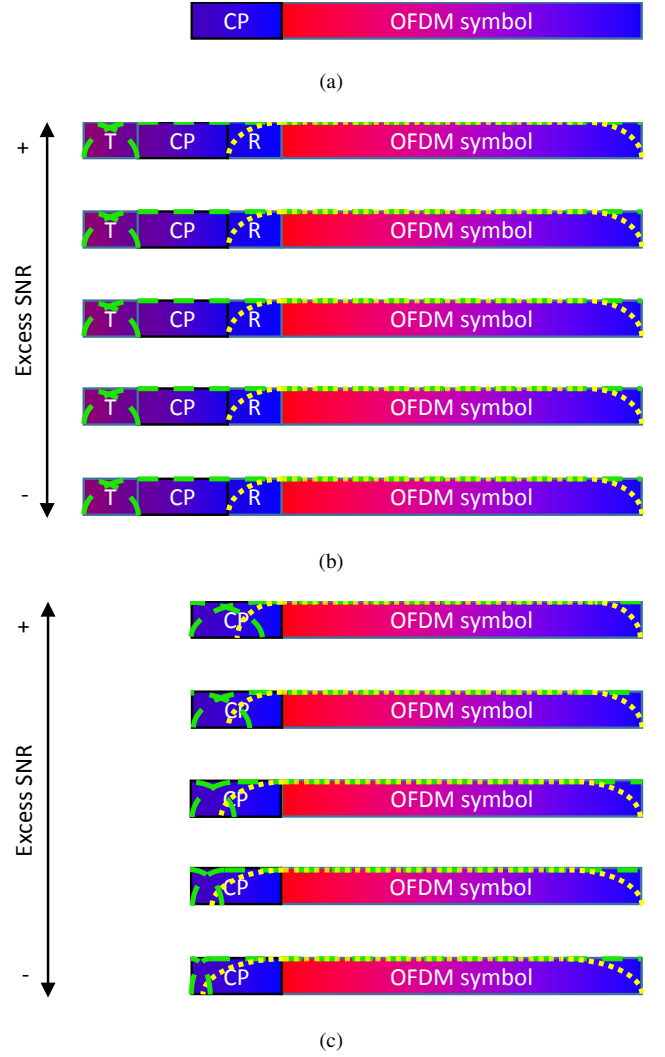 CP OFDM symbol
(a)
+
T CP R OFDM symbol
T CP R OFDM symbol
Excess SNR
T CP R OFDM symbol
T CP R OFDM symbol
-
T CP R OFDM symbol
(b)
+
CP OFDM symbol
CP OFDM symbol
Excess SNR
CP OFDM symbol
CP OFDM symbol
-
CP OFDM symbol
(c)